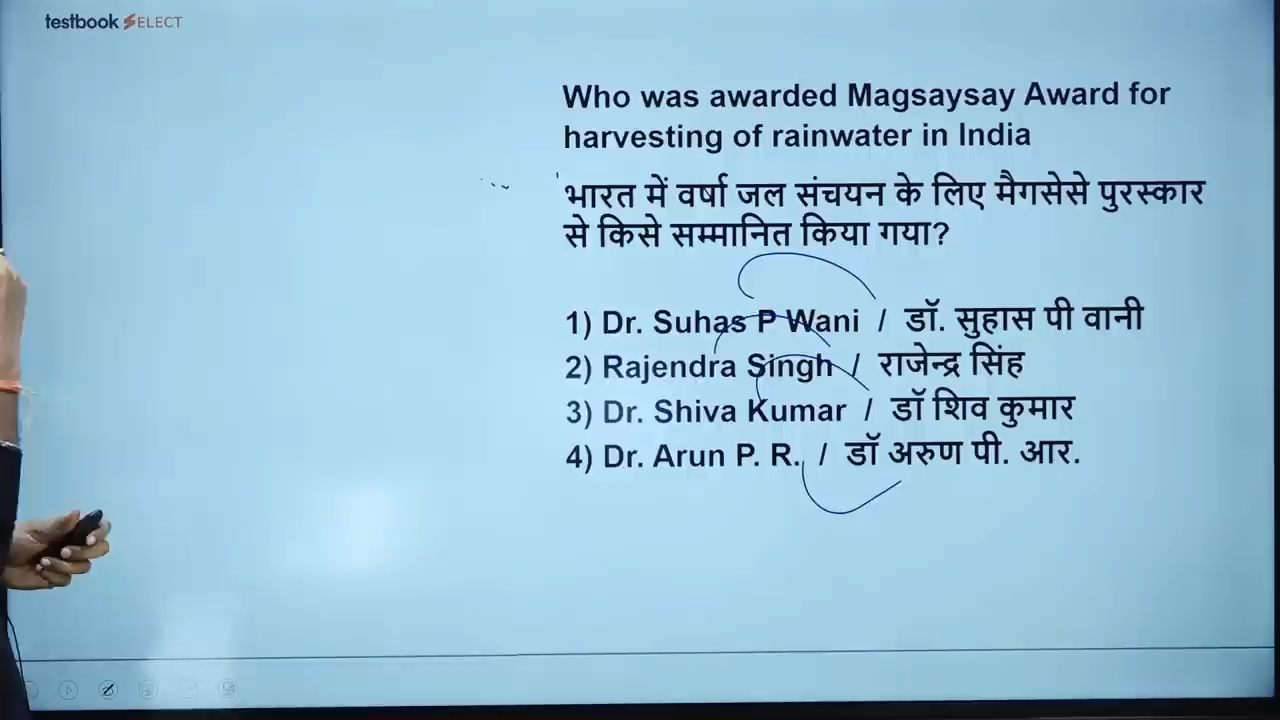 testbook SELECT
Who was awarded Magsaysay Award for
harvesting of rainwater in India
भारत में वर्षा जल संचयन के लिए मैगसेसे पुरस्कार
से किसे सम्मानित किया गया?
1) Dr. Suhas P Wani / डॉ. सुहास पी वानी
2) Rajendra Singh / राजेन्द्र सिंह
3) Dr. Shiva Kumar / डॉ शिव कुमार
4) Dr. Arun P. R. / डॉ अरुण पी. आर.